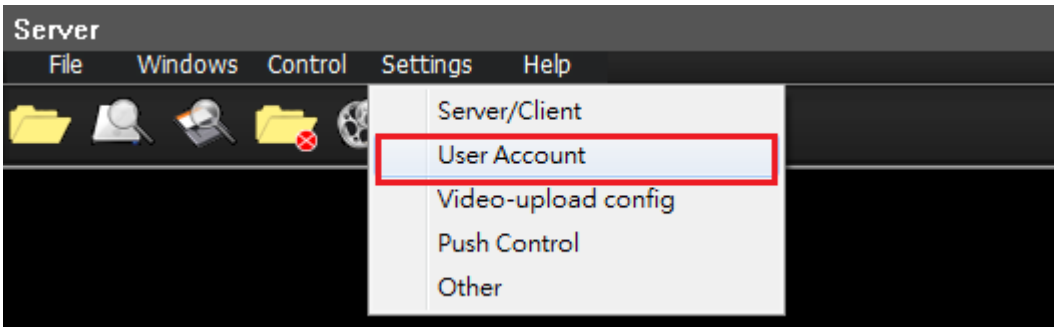 Server
File Windows Control Settings Help
Server/Client
User Account
Video-upload config
Push Control
Other